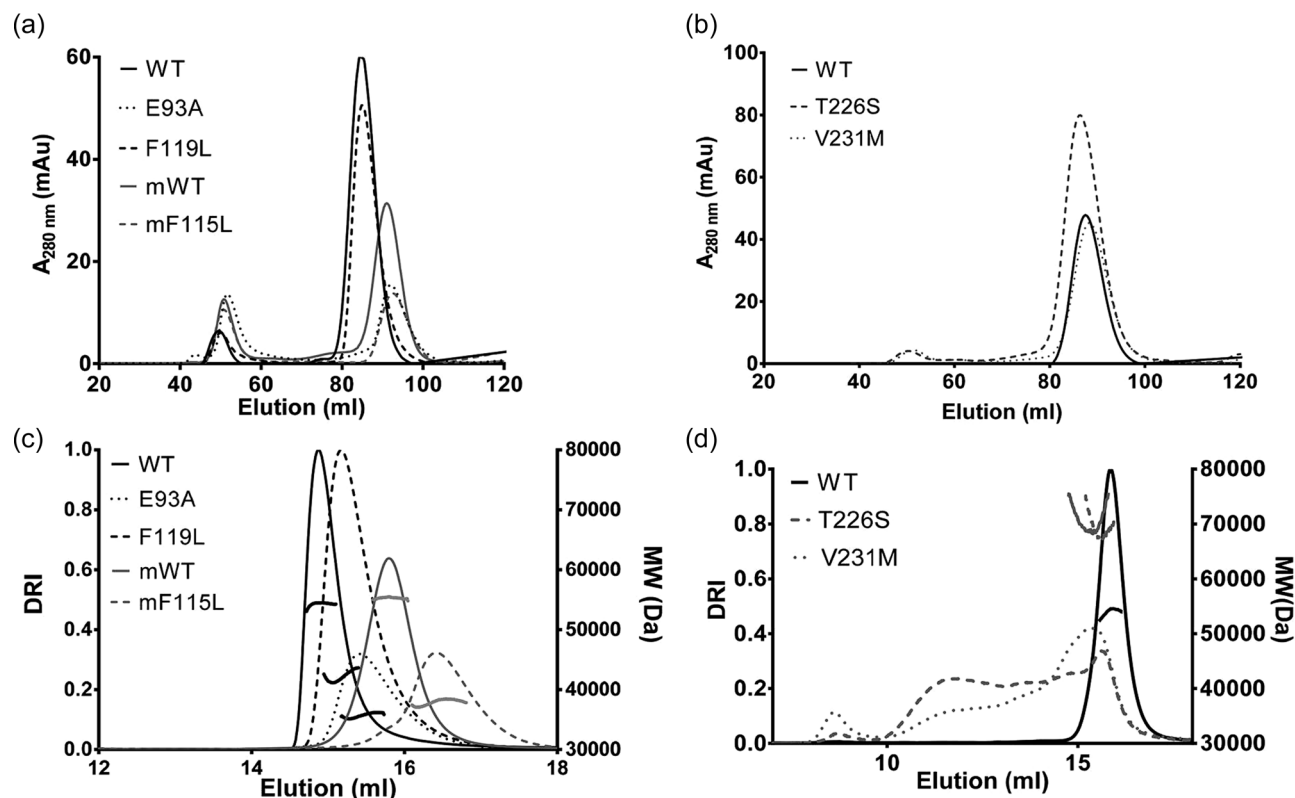 (a)
60
40
20
0
A280 nm (mAu)
WT
E93A
F119L
mWT
mF115L
20 40 60 80 100 120
Elution (ml)
(b)
100
80
60
40
20
0
A280 nm (mAu)
WT
T226S
V231M
20 40 60 80 100 120
Elution (ml)
(c)
1.0
0.8
0.6
0.4
0.2
0.0
DRI
WT
E93A
F119L
mWT
mF115L
80000
70000
60000
50000
40000
30000
MW (Da)
12 14 16 18
Elution (ml)
(d)
1.0
0.8
0.6
0.4
0.2
0.0
DRI
WT
T226S
V231M
80000
70000
60000
50000
40000
30000
MW(Da)
10 15
Elution (ml)